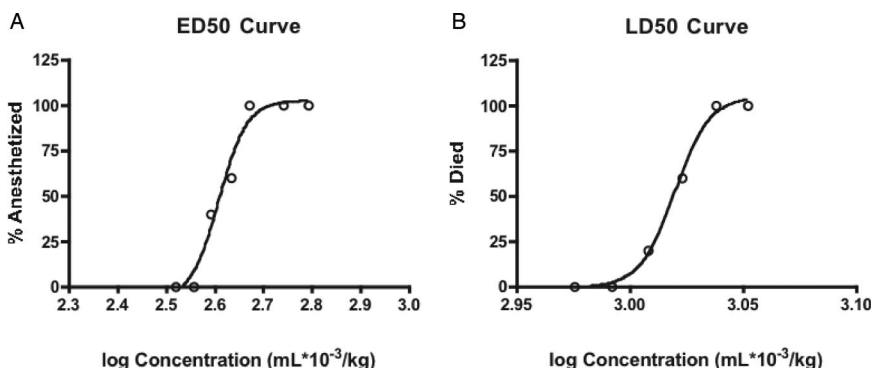 A
ED50 Curve
% Anesthetized
125
100
75
50
25
0
2.3 2.4 2.5 2.6 2.7 2.8 2.9 3.0
log Concentration (mL*10⁻³/kg)
B
LD50 Curve
% Died
125
100
75
50
25
0
2.95 3.00 3.05 3.10
log Concentration (mL*10⁻³/kg)